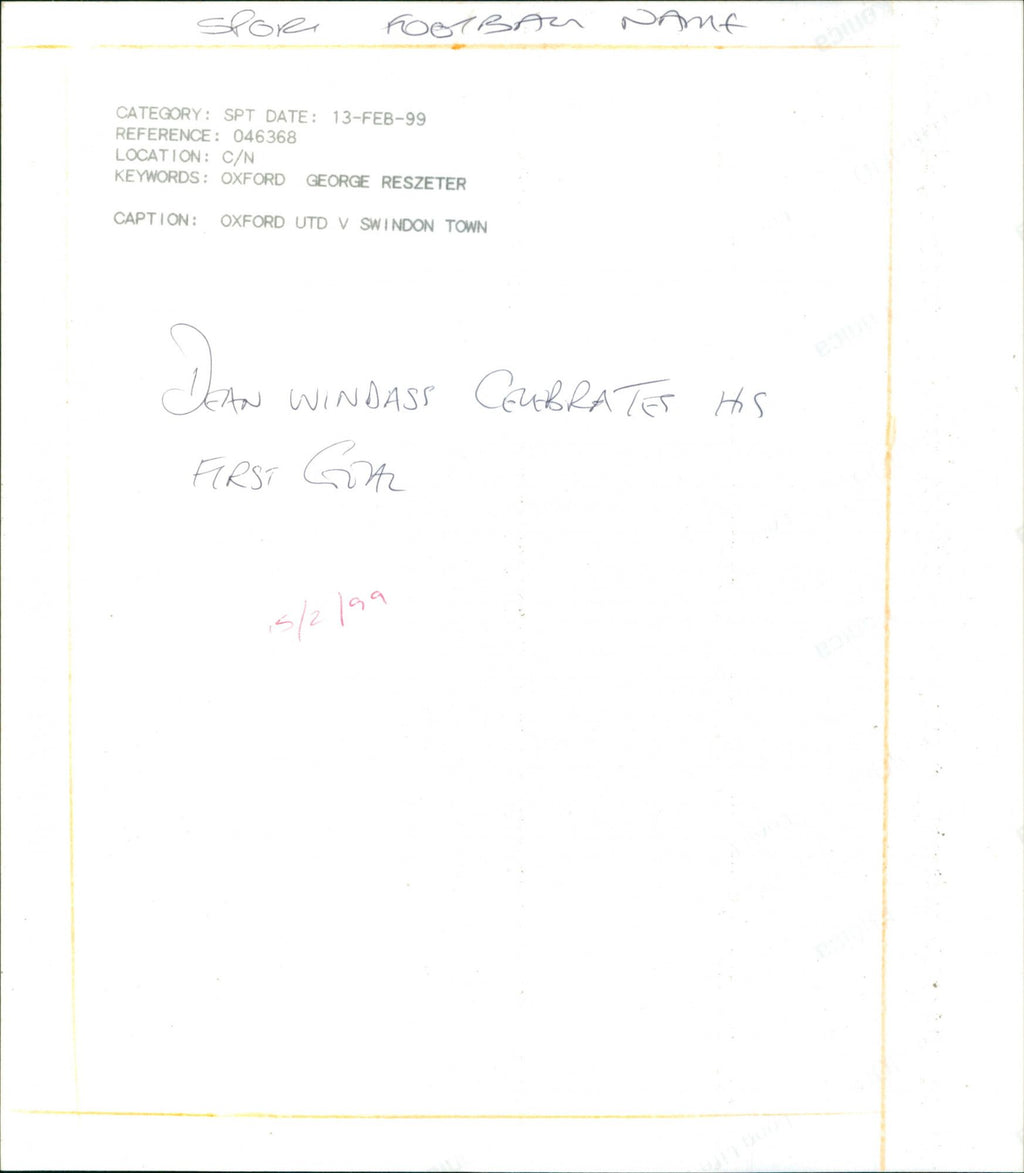 SPORT FOOTBALL NAME
CATEGORY: SPT DATE: 13-FEB-99
REFERENCE: 046368
LOCATION: C/N
KEYWORDS: OXFORD GEORGE RESZETER
CAPTION: OXFORD UTD V SWINDON TOWN
DEAN WINDASS CELEBRATES HIS
FIRST GOAL
15/2/99